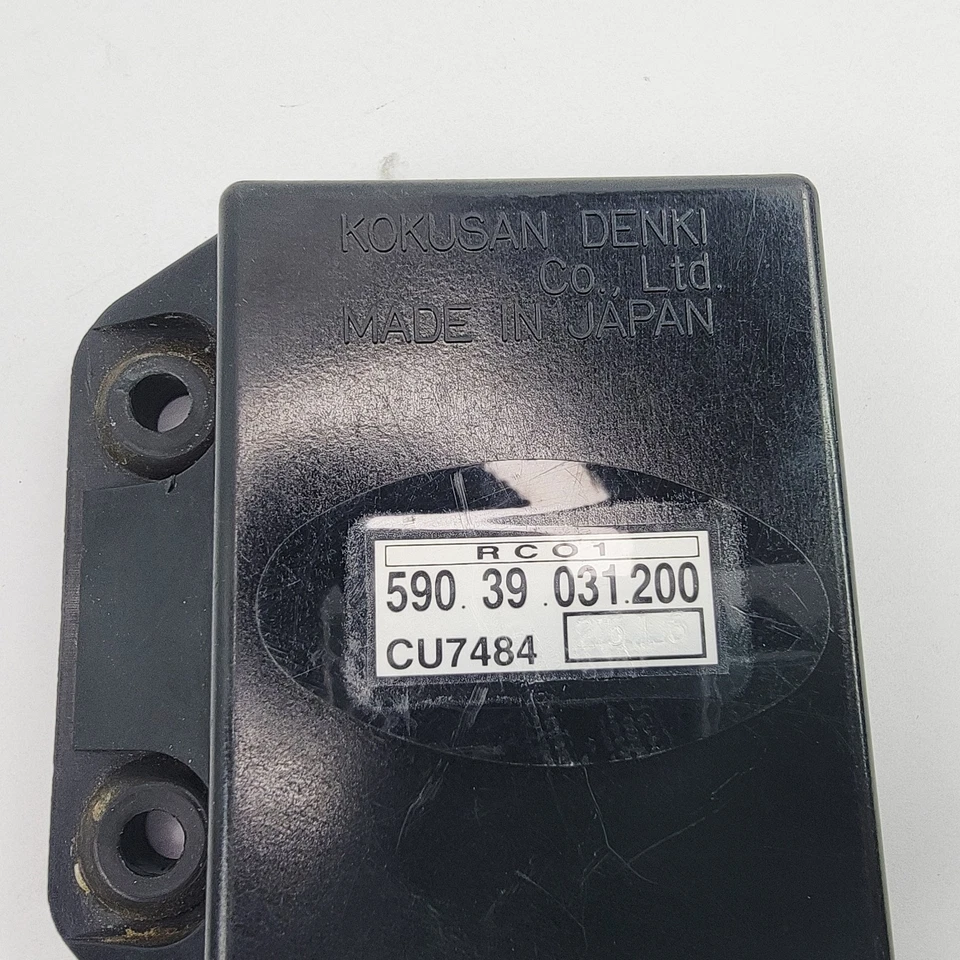 KOKUSAN DENKI
Co., Ltd.
MADE IN JAPAN
RC01
590.39.031.200
CU7484